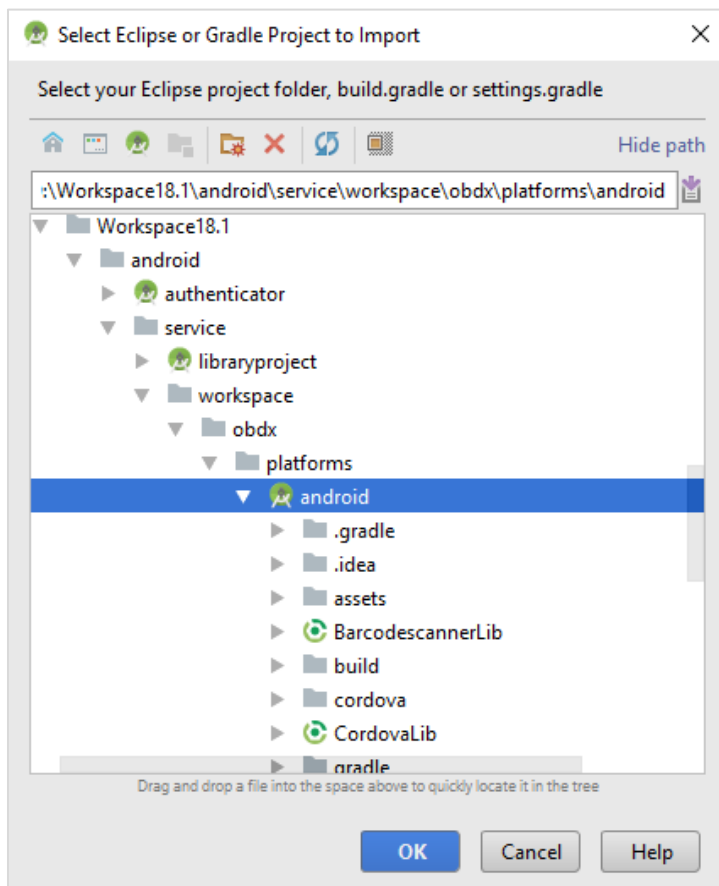 Select Eclipse or Gradle Project to Import
Select your Eclipse project folder, build.gradle or settings.gradle
Hide path
:\Workspace18.1\android\service\workspace\obdx\platforms\android
Workspace18.1
android
authenticator
service
libraryproject
workspace
obdx
platforms
android
.gradle
.idea
assets
BarcodescannerLib
build
cordova
CordovaLib
gradle
Drag and drop a file into the space above to quickly locate it in the tree
OK Cancel Help